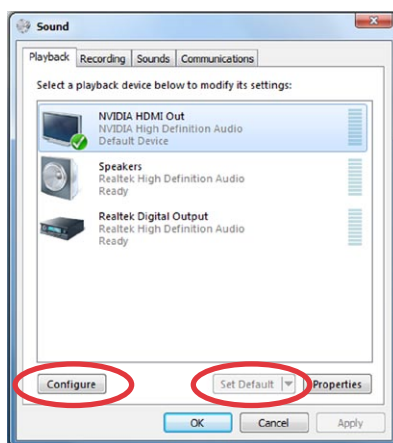 Sound
Playback Recording Sounds Communications
Select a playback device below to modify its settings:
NVIDIA HDMI Out
NVIDIA High Definition Audio
Default Device
Speakers
Realtek High Definition Audio
Ready
Realtek Digital Output
Realtek High Definition Audio
Ready
Configure Set Default Properties
OK Cancel Apply